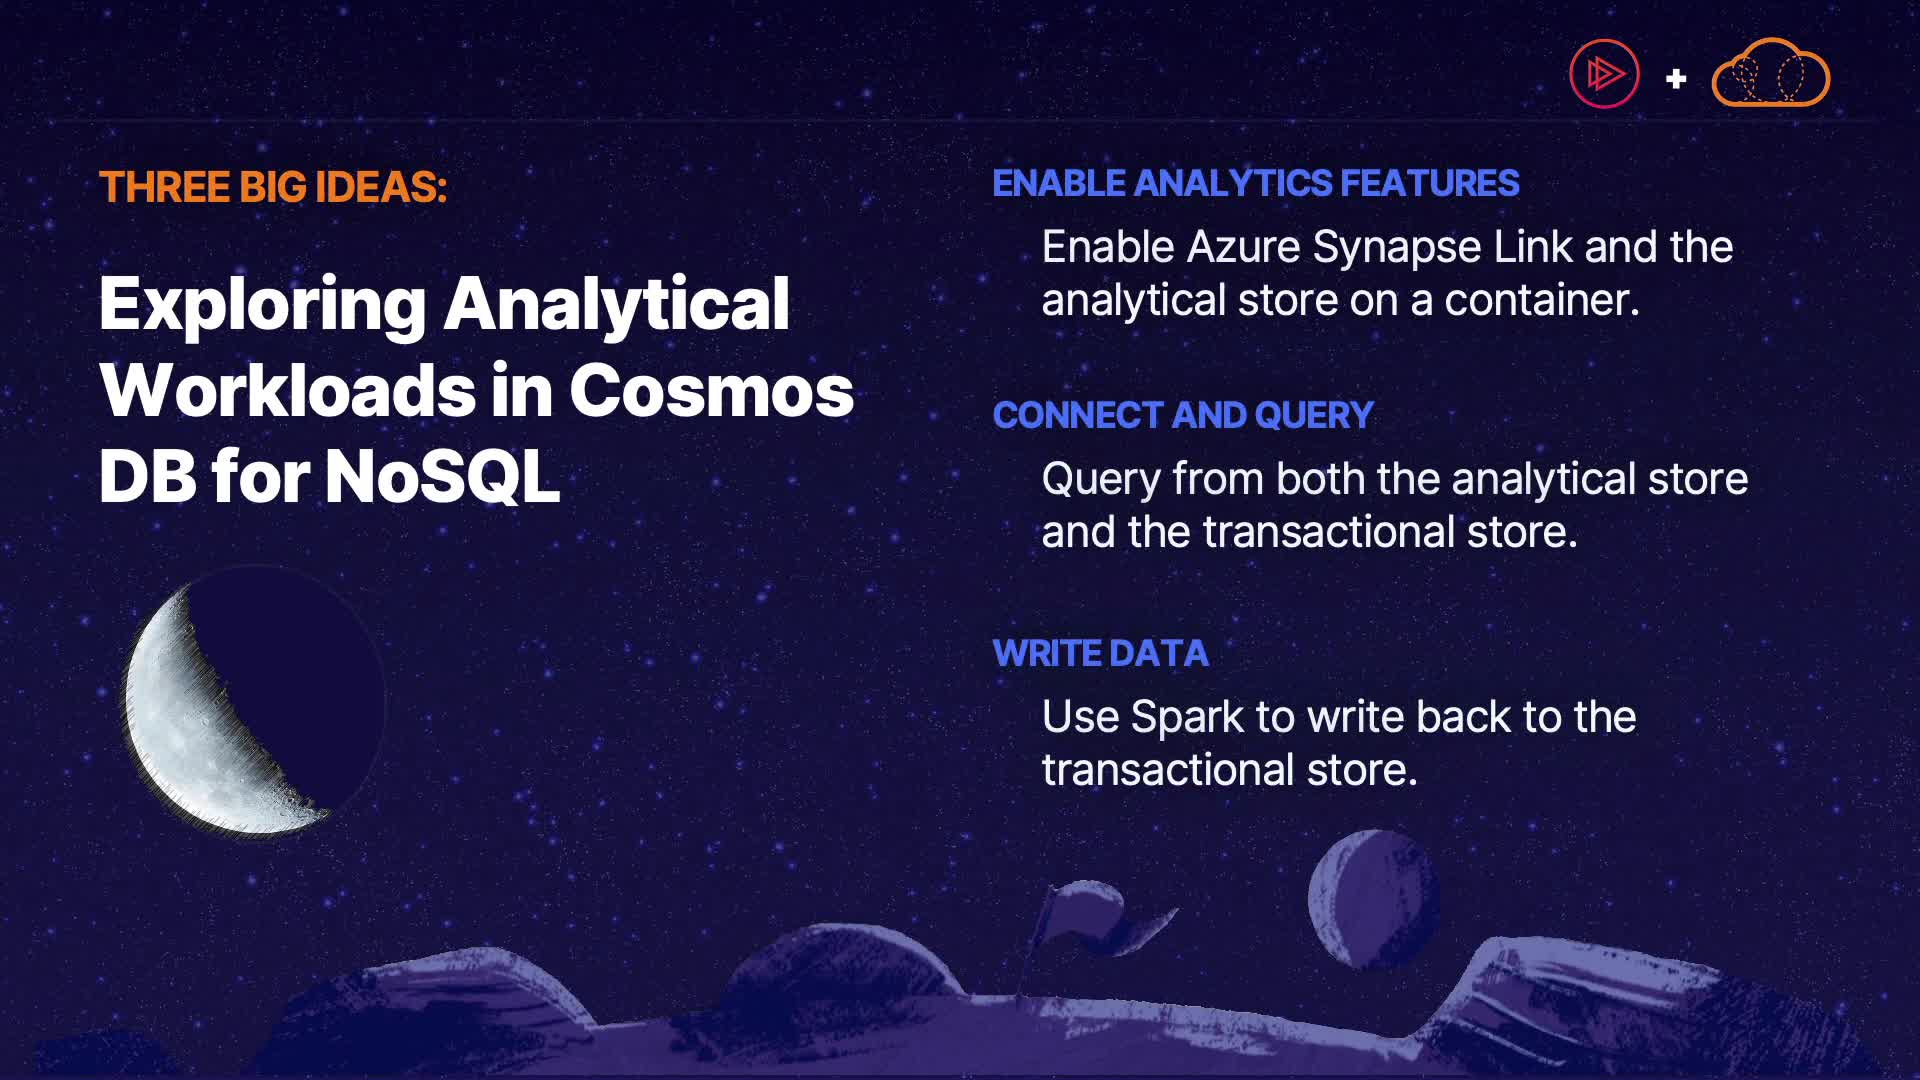 THREE BIG IDEAS:
Exploring Analytical
Workloads in Cosmos
DB for NoSQL
ENABLE ANALYTICS FEATURES
Enable Azure Synapse Link and the
analytical store on a container.
CONNECT AND QUERY
Query from both the analytical store
and the transactional store.
WRITE DATA
Use Spark to write back to the
transactional store.
+